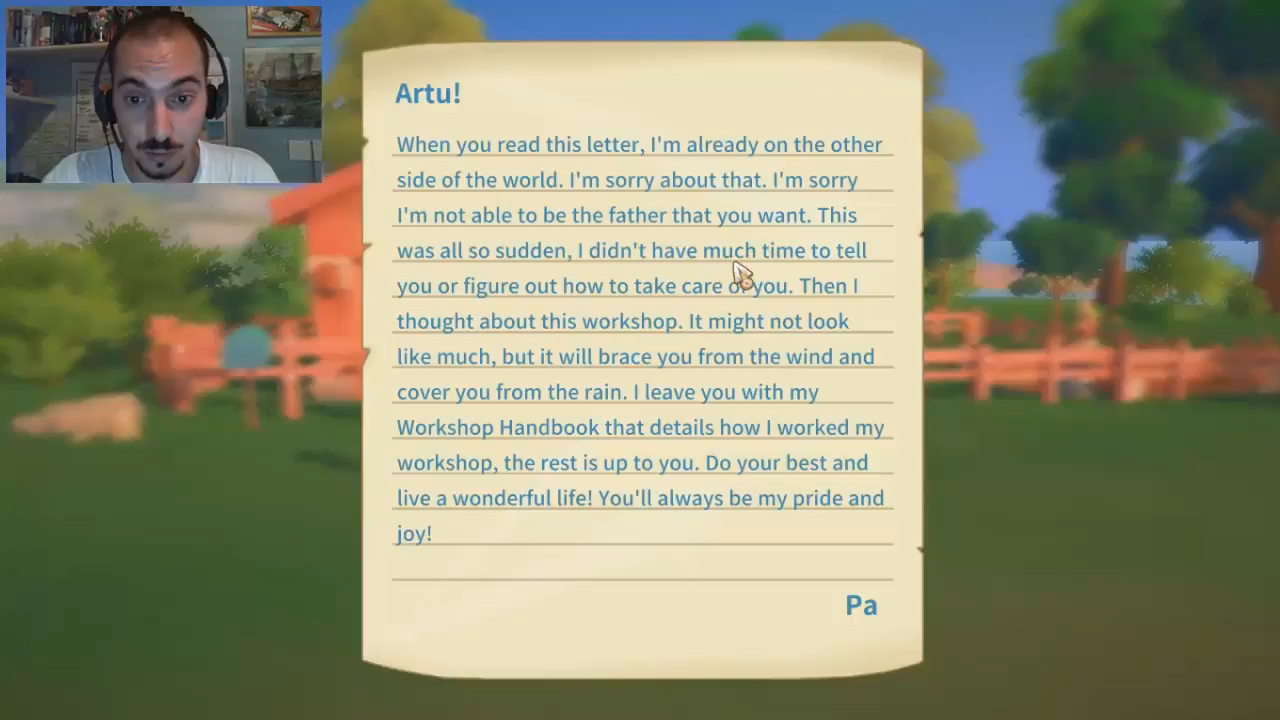 Artu!
When you read this letter, I'm already on the other
side of the world. I'm sorry about that. I'm sorry
I'm not able to be the father that you want. This
was all so sudden, I didn't have much time to tell
you or figure out how to take care of you. Then I
thought about this workshop. It might not look
like much, but it will brace you from the wind and
cover you from the rain. I leave you with my
Workshop Handbook that details how I worked my
workshop, the rest is up to you. Do your best and
live a wonderful life! You'll always be my pride and
joy!
Pa